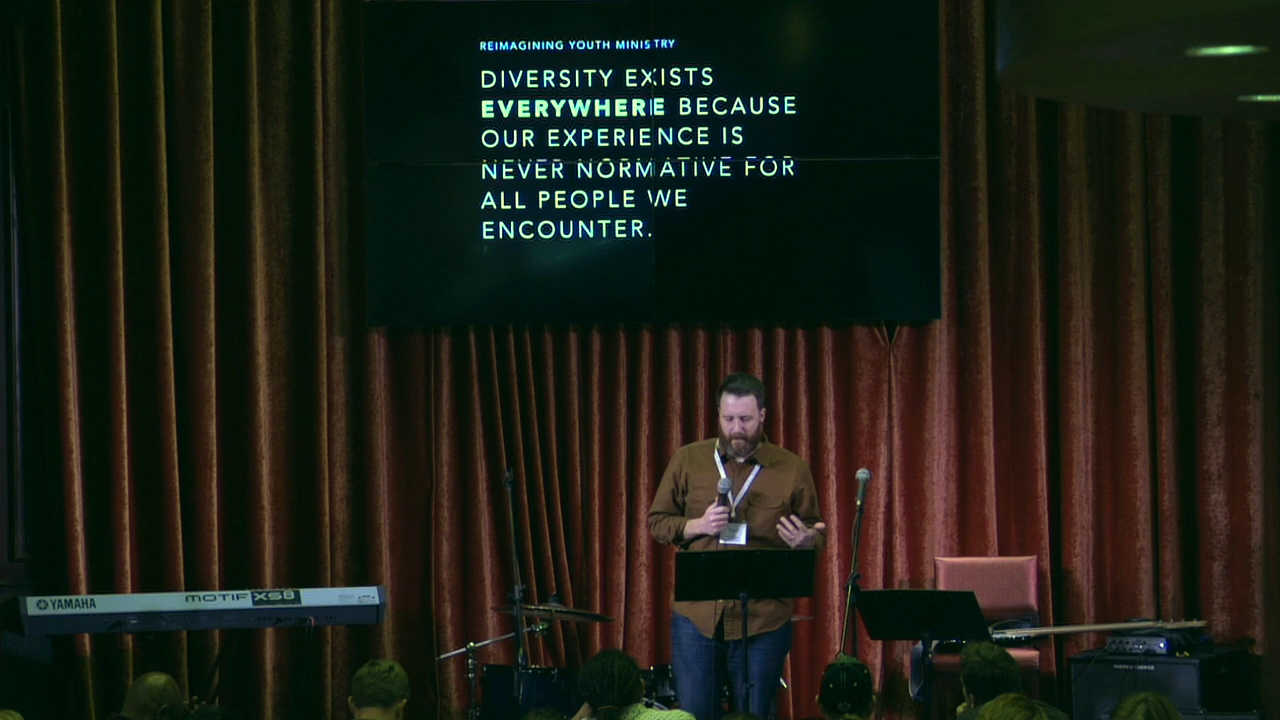 REIMAGINING YOUTH MINISTRY
DIVERSITY EXISTS
EVERYWHERE BECAUSE
OUR EXPERIENCE IS
NEVER NORMATIVE FOR
ALL PEOPLE WE
ENCOUNTER.
YAMAHA MOTIF XS8